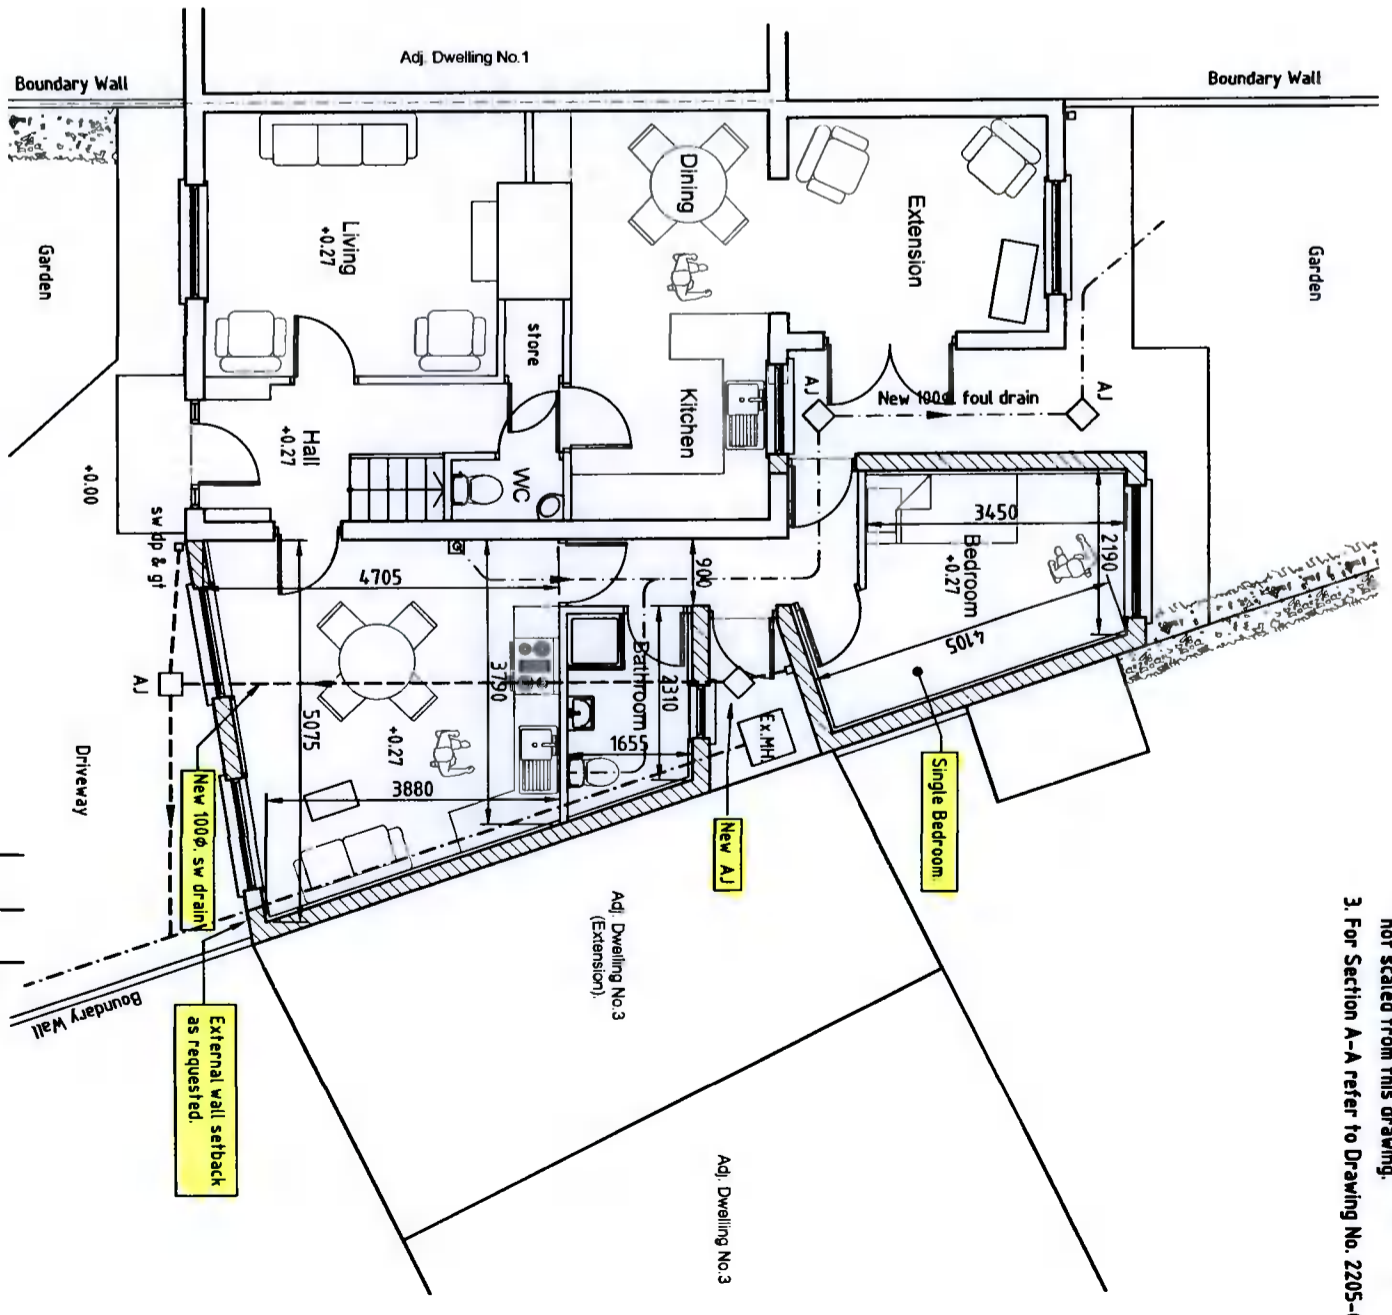 Adj. Dwelling No.1
Boundary Wall
Boundary Wall
Garden
Living
+0.27
Dining
Extension
Garden
store
Kitchen
AJ
New 100ø. foul drain
AJ
Hall
+0.27
WC
+0.00
sw dp & gt
4705
900
3450
2190
Bedroom
+0.27
4105
AJ
5075
3790
Bathroom
2310
+0.27
1655
3880
Ex.MH
Driveway
New 100ø. sw drain
New AJ
Single Bedroom.
Adj. Dwelling No.3
(Extension).
Boundary Wall
External wall setback
as requested.
Adj. Dwelling No.3
not scaled from this drawing.
3. For Section A-A refer to Drawing No. 2205-